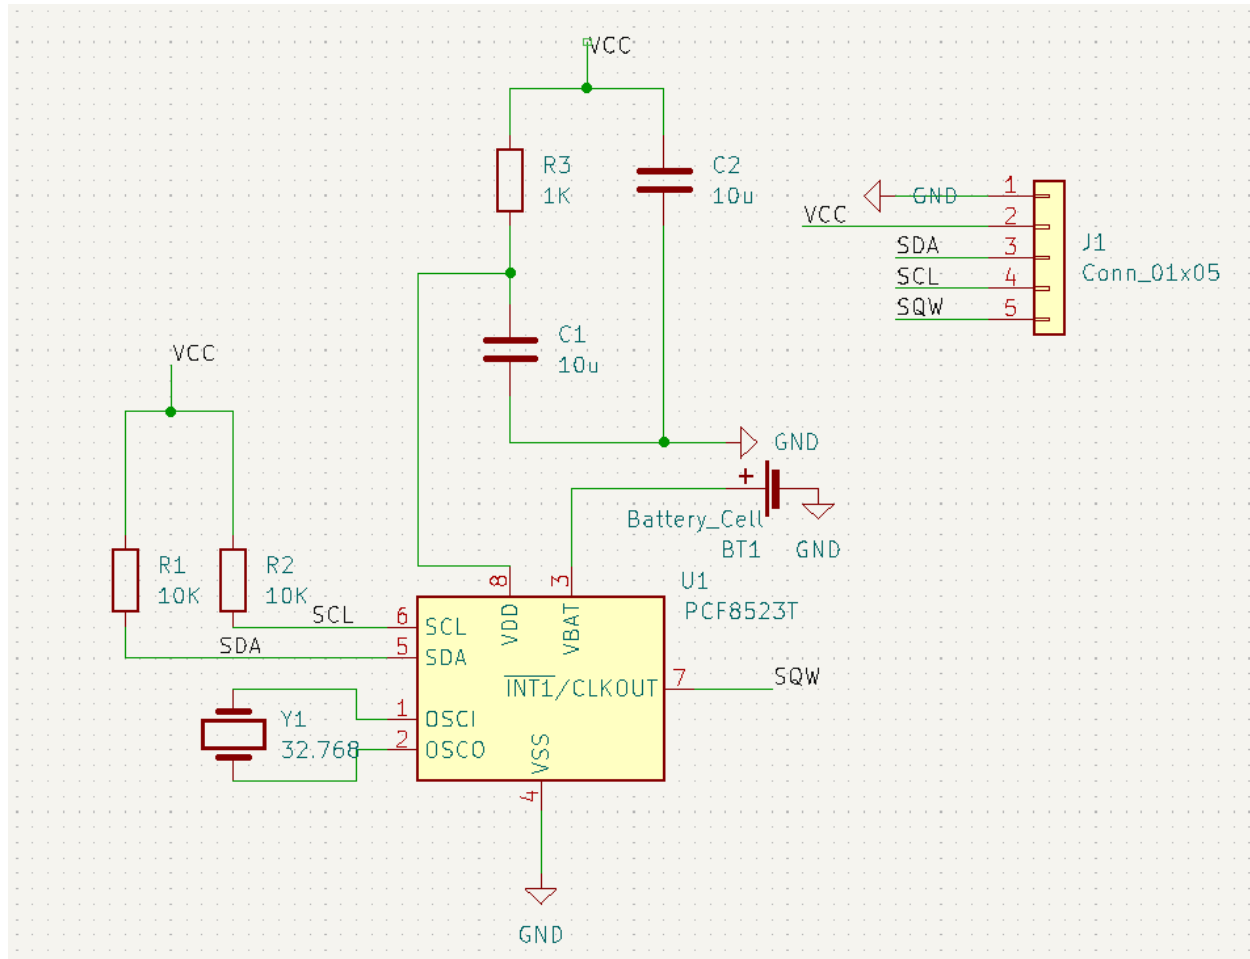 VCC
R3
1K
C2
10u
GND
1
VCC
2
SDA
3
SCL
4
SQW
5
J1
Conn_01x05
C1
10u
VCC
GND
+
Battery_Cell
BT1
GND
R1
10K
R2
10K
U1
PCF8523T
8
3
VDD
VBAT
SCL
6
SCL
SDA
5
SDA
INT1/CLKOUT
7
SQW
Y1
32.768
1
OSCI
2
OSCO
VSS
4
GND